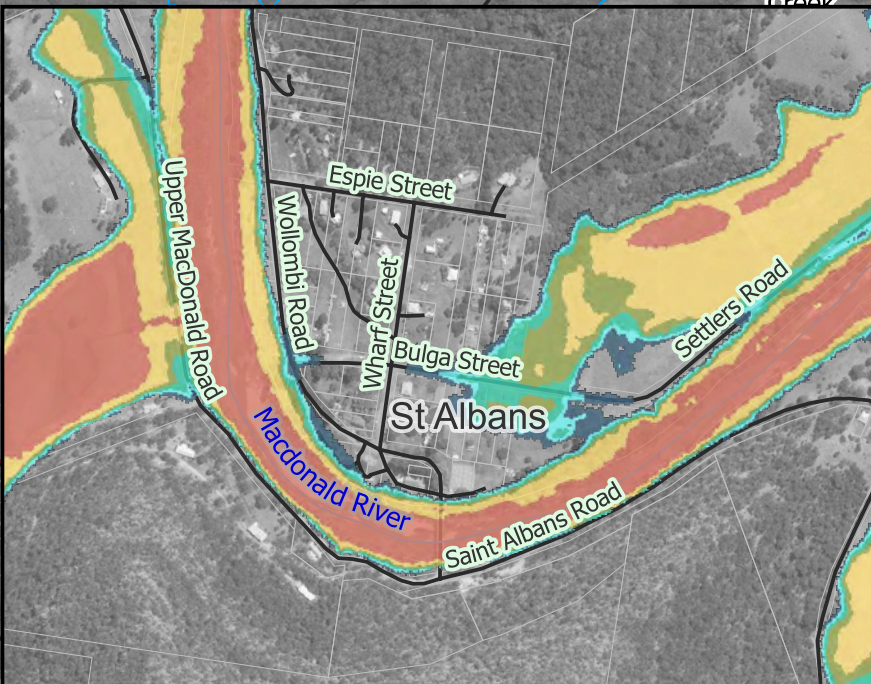 Creek
Espie Street
Upper MacDonald Road
Wollombi Road
Wharf Street
Settlers Road
Bulga Street
St Albans
Macdonald River
Saint Albans Road